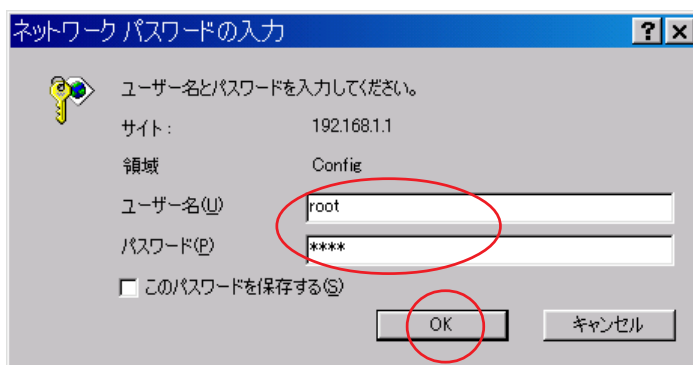 ネットワーク パスワードの入力
? ×
ユーザー名とパスワードを入力してください。
サイト: 192.168.1.1
領域 Config
ユーザー名(U) root
パスワード(P) ****
このパスワードを保存する(S)
OK キャンセル